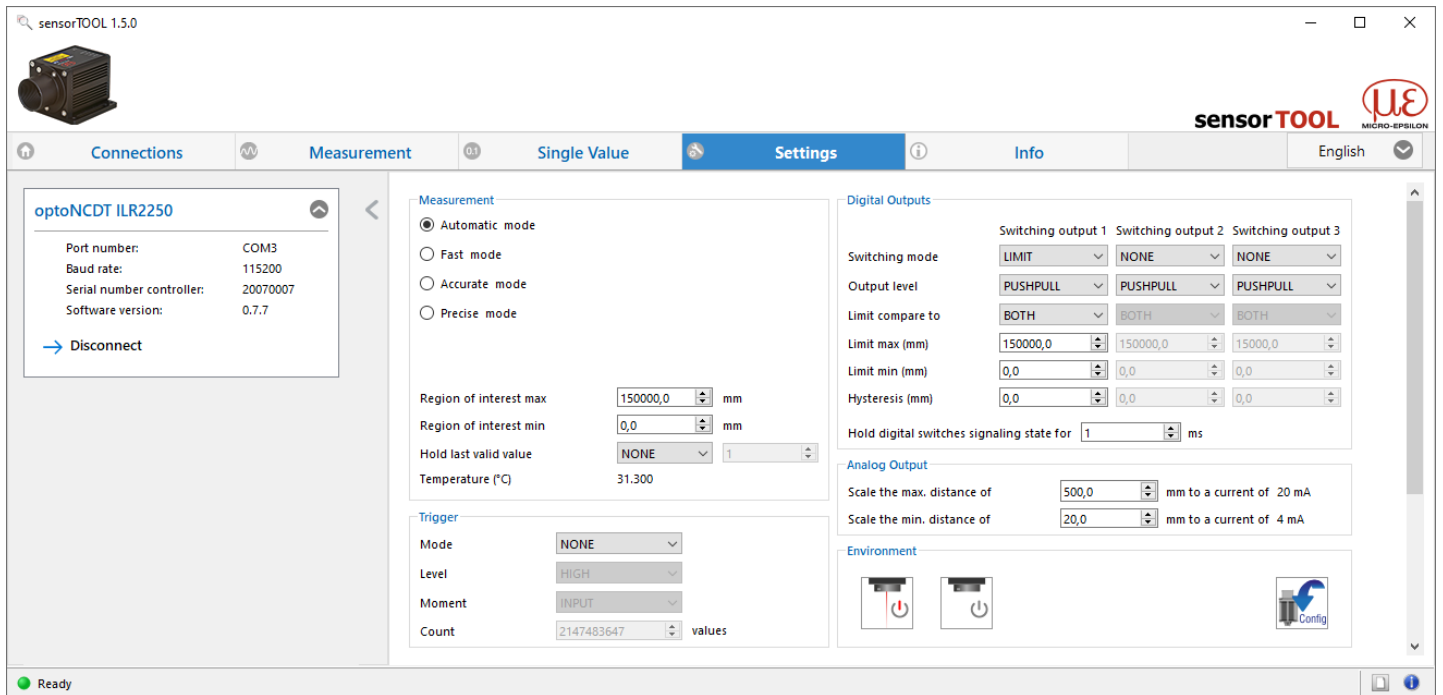 sensorTOOL 1.5.0
sensorTOOL
με
MICRO-EPSILON
Connections
0.1
Measurement
Single Value
Settings
Info
English
optoNCDT ILR2250
Port number: COM3
Baud rate: 115200
Serial number controller: 20070007
Software version: 0.7.7
Disconnect
Measurement
Automatic mode
Fast mode
Accurate mode
Precise mode
Region of interest max 150000,0 mm
Region of interest min 0,0 mm
Hold last valid value NONE 1
Temperature (°C) 31.300
Trigger
Mode NONE
Level HIGH
Moment INPUT
Count 2147483647 values
Digital Outputs
Switching output 1 Switching output 2 Switching output 3
Switching mode LIMIT NONE NONE
Output level PUSHPULL PUSHPULL PUSHPULL
Limit compare to BOTH BOTH BOTH
Limit max (mm) 150000,0 150000,0 15000,0
Limit min (mm) 0,0 0,0 0,0
Hysteresis (mm) 0,0 0,0 0,0
Hold digital switches signaling state for 1 ms
Analog Output
Scale the max. distance of 500,0 mm to a current of 20 mA
Scale the min. distance of 20,0 mm to a current of 4 mA
Environment
Config
Ready